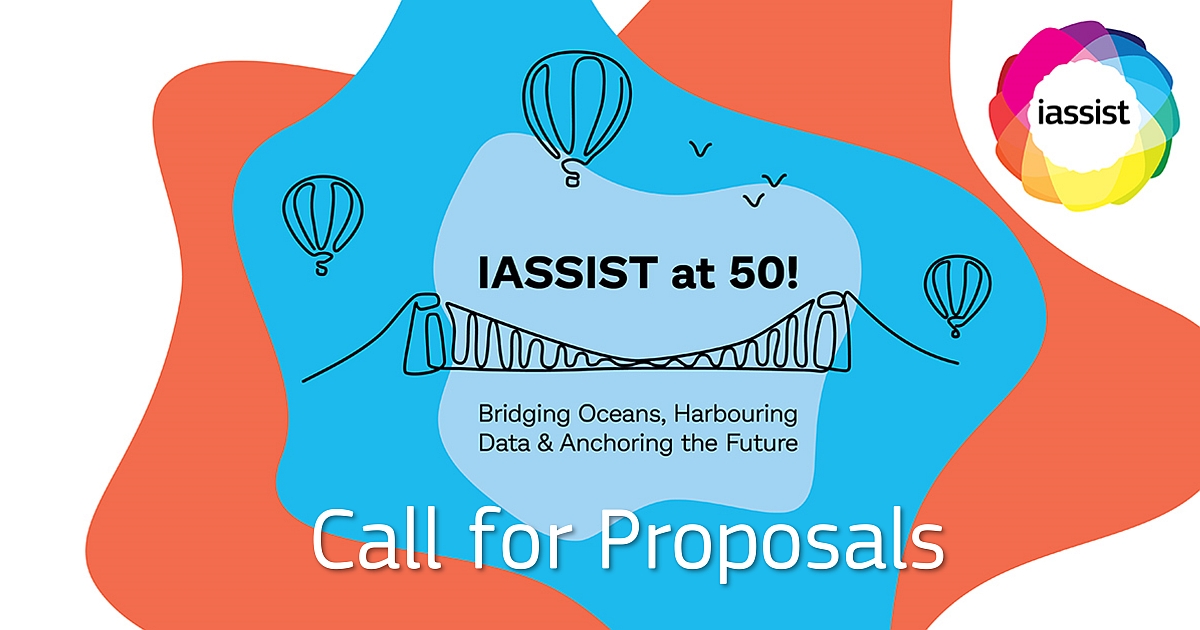 iassist
IASSIST at 50!
Bridging Oceans, Harbouring
Data & Anchoring the Future
Call for Proposals